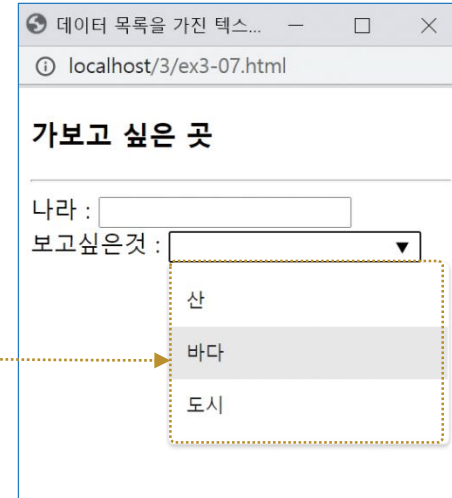 데이터 목록을 가진 텍스...
localhost/3/ex3-07.html
가보고 싶은 곳
나라 :
보고싶은것 :
산
바다
도시